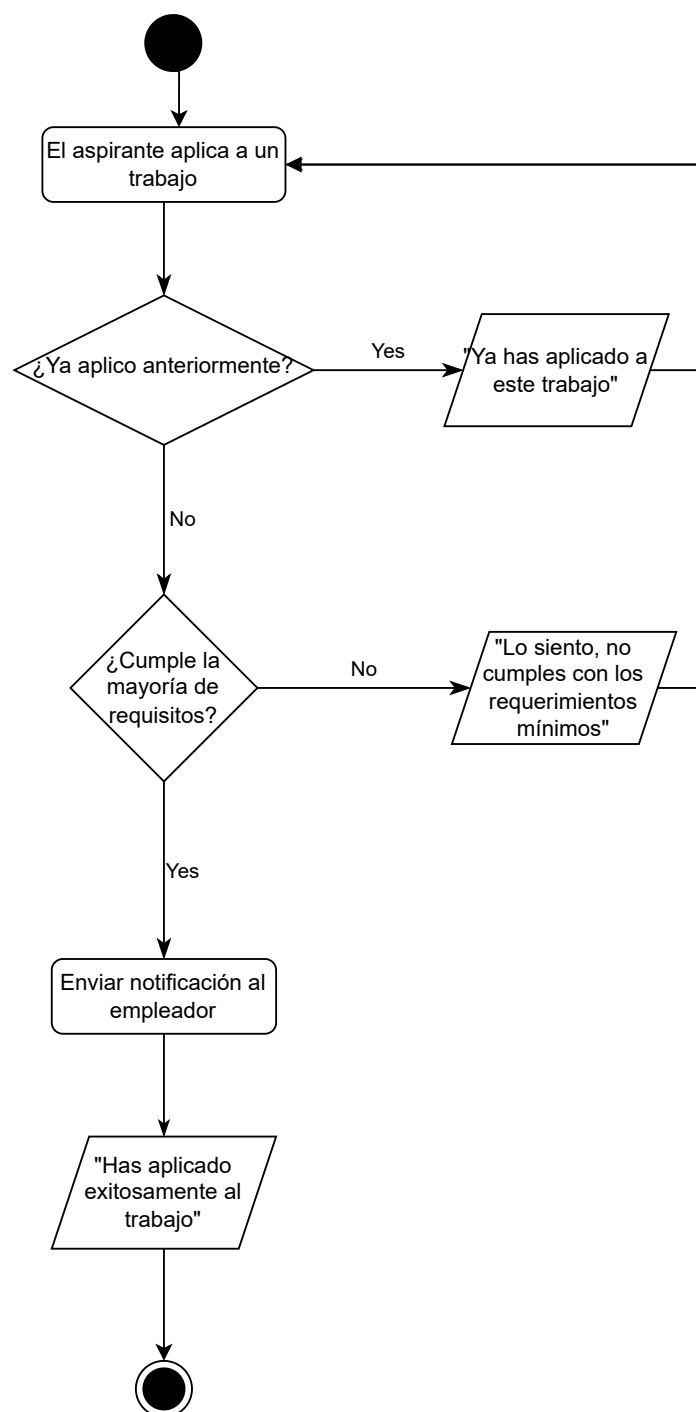 El aspirante aplica a un
trabajo
¿Ya aplico anteriormente?
Yes
"Ya has aplicado a
este trabajo"
No
¿Cumple la
mayoría de
requisitos?
No
"Lo siento, no
cumples con los
requerimientos
mínimos"
Yes
Enviar notificación al
empleador
"Has aplicado
exitosamente al
trabajo"